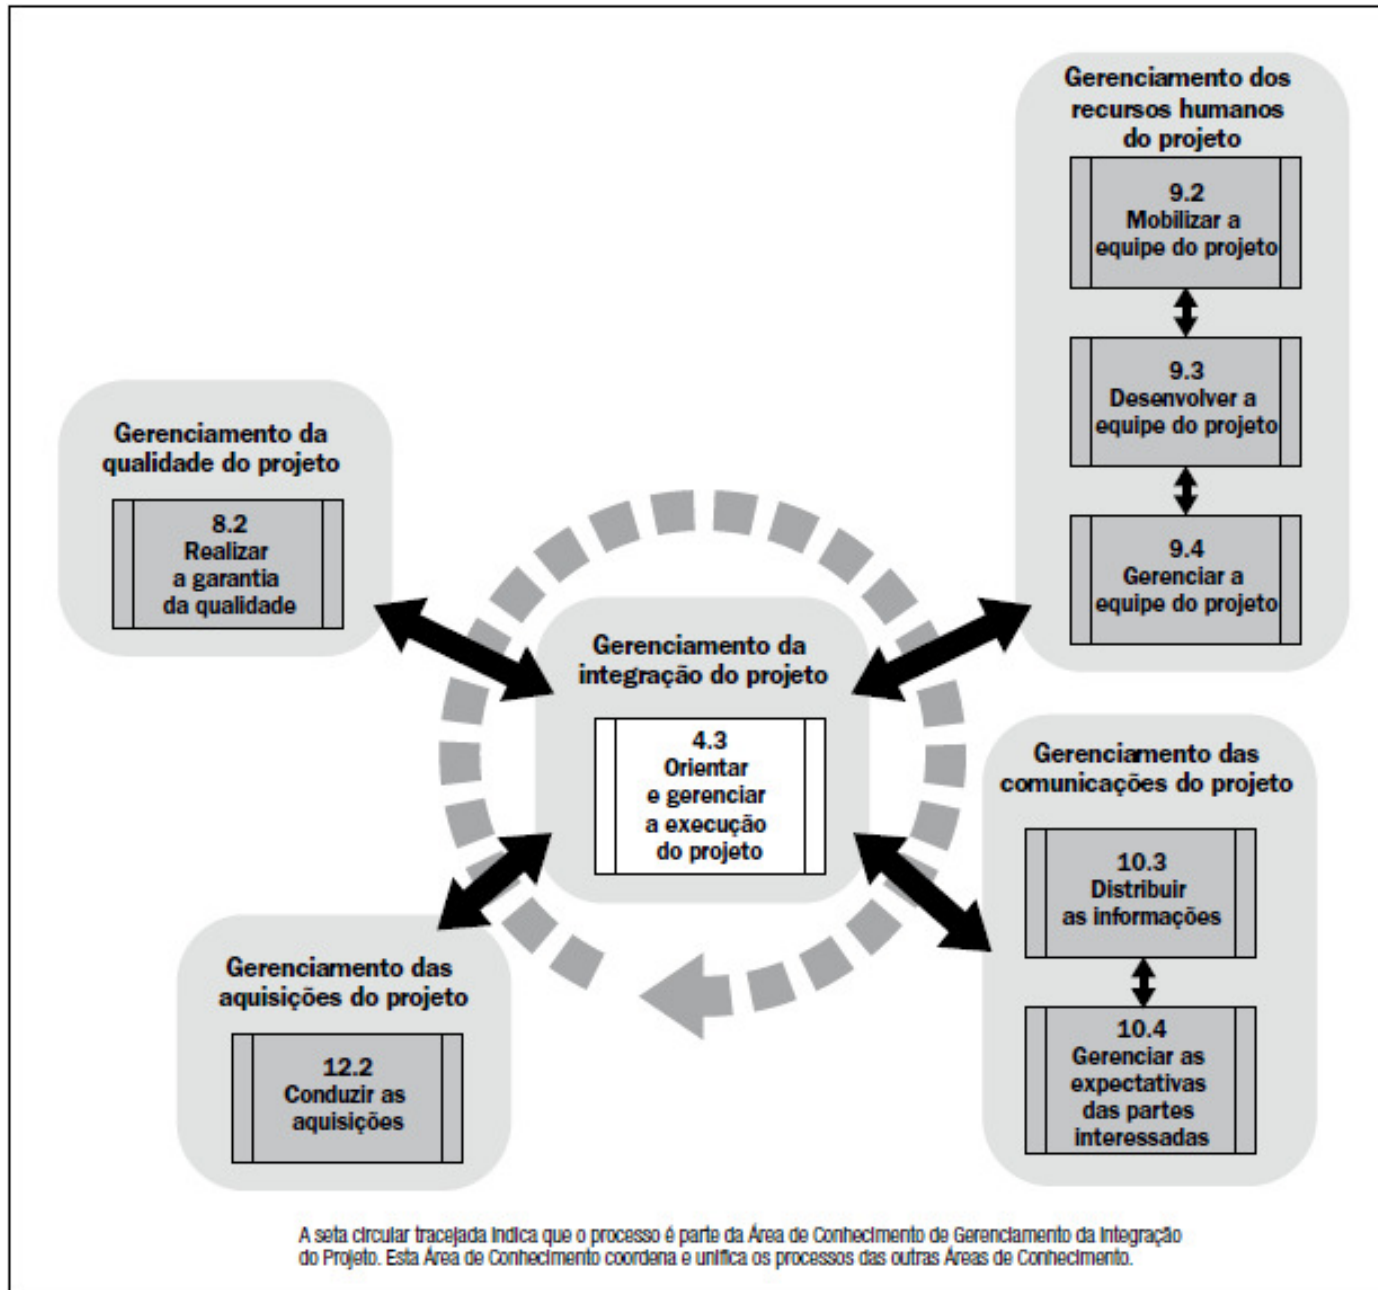 Gerenciamento dos
recursos humanos
do projeto
9.2
Mobilizar a
equipe do projeto
9.3
Desenvolver a
equipe do projeto
9.4
Gerenciar a
equipe do projeto
Gerenciamento da
qualidade do projeto
8.2
Realizar
a garantia
da qualidade
Gerenciamento da
integração do projeto
4.3
Orientar
e gerenciar
a execução
do projeto
Gerenciamento das
comunicações do projeto
10.3
Distribuir
as informações
10.4
Gerenciar as
expectativas
das partes
interessadas
Gerenciamento das
aquisições do projeto
12.2
Conduzir as
aquisições
A seta circular tracejada indica que o processo é parte da Área de Conhecimento de Gerenciamento da Integração
do Projeto. Esta Área de Conhecimento coordena e unifica os processos das outras Áreas de Conhecimento.